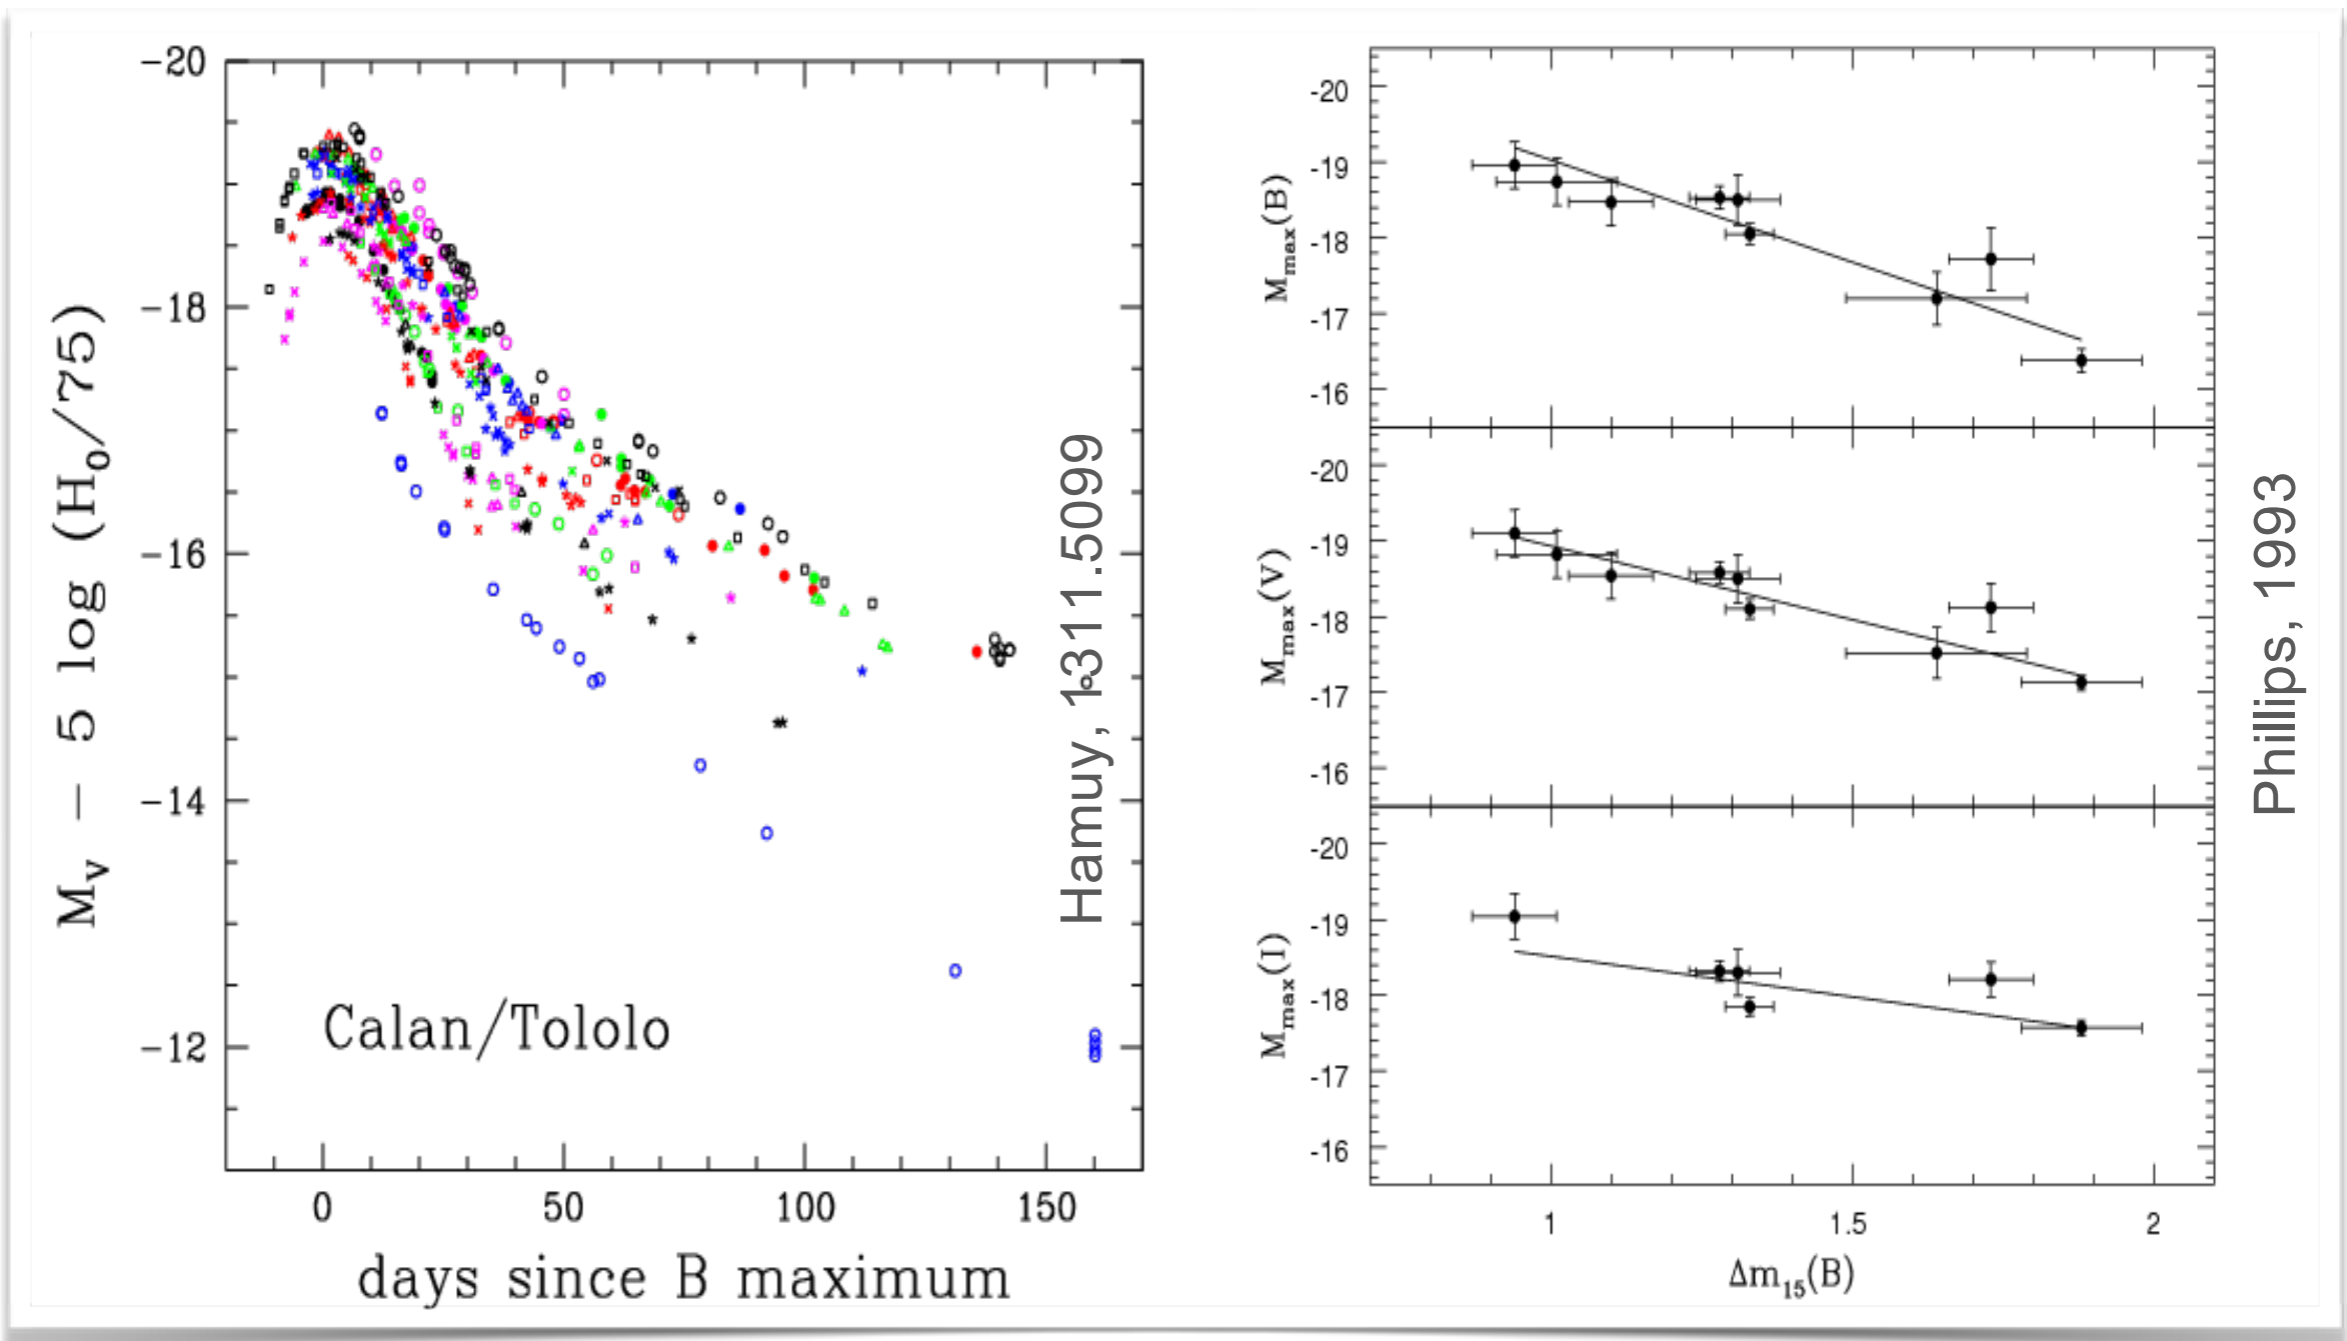 M_V − 5 log (H_0/75)
−20
−18
−16
−14
−12
Calan/Tololo
0 50 100 150
days since B maximum
Hamuy, 1311.5099
M_max(B)
-20
-19
-18
-17
-16
M_max(V)
-20
-19
-18
-17
-16
M_max(I)
-20
-19
-18
-17
-16
1 1.5 2
Δm_15(B)
Phillips, 1993